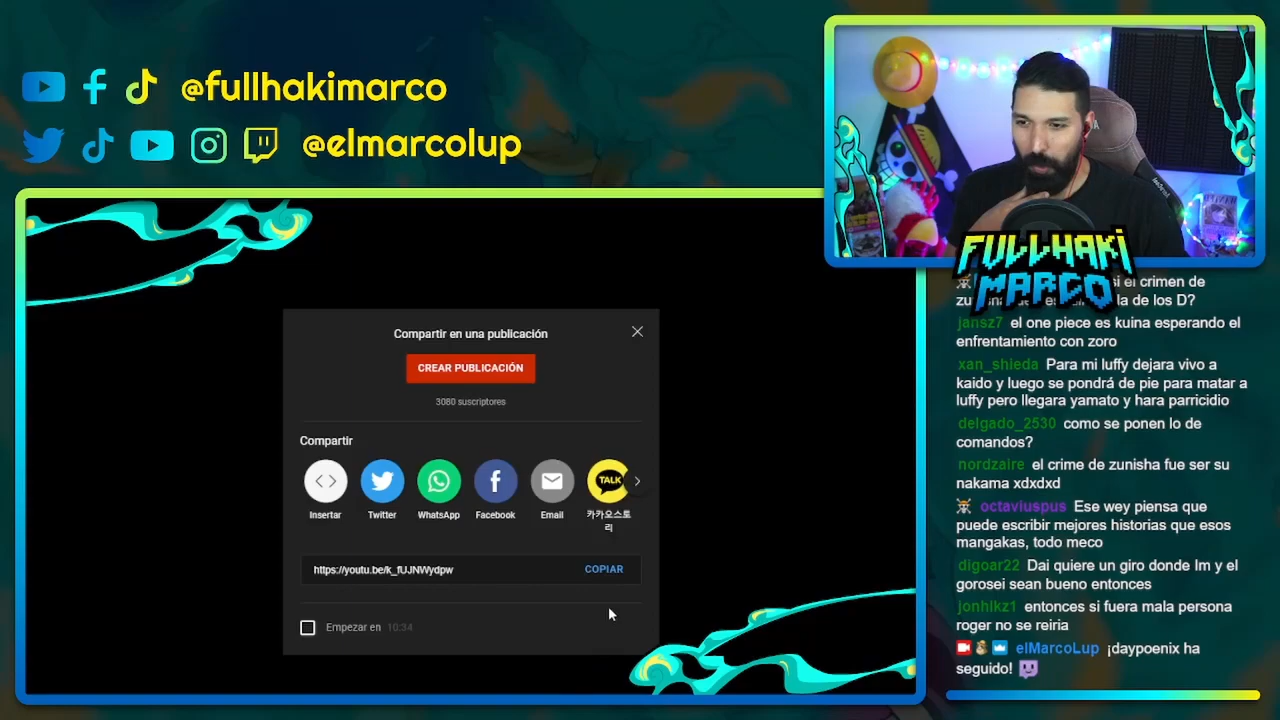 @fullhakimarco
@elmarcolup
FULLHAKI
MARCO
Compartir en una publicación
CREAR PUBLICACIÓN
3080 suscriptores
Compartir
Insertar
Twitter
WhatsApp
Facebook
Email
TALK
카카오스토
리
https://youtu.be/k_fUJNWydpw
COPIAR
Empezar en 10:34
si el crimen de
la de los D?
jansz7 el one piece es kuina esperando el
enfrentamiento con zoro
xan_shieda Para mi luffy dejara vivo a
kaido y luego se pondrá de pie para matar a
luffy pero llegara yamato y hara parricidio
delgado_2530 como se ponen lo de
comandos?
nordzaire el crime de zunisha fue ser su
nakama xdxdxd
octaviuspus Ese wey piensa que
puede escribir mejores historias que esos
mangakas, todo meco
digoar22 Dai quiere un giro donde Im y el
gorosei sean bueno entonces
jonhlkz1 entonces si fuera mala persona
roger no se reiria
elMarcoLup ¡daypoenix ha
seguido!